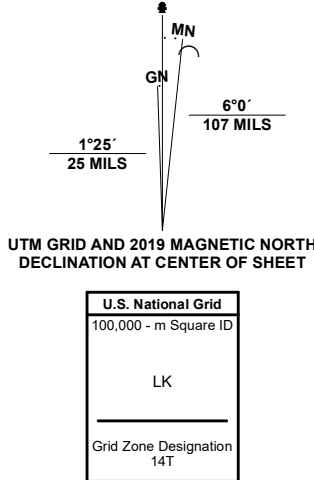 MN
GN
6°0´
107 MILS
1°25´
25 MILS
UTM GRID AND 2019 MAGNETIC NORTH
DECLINATION AT CENTER OF SHEET
U.S. National Grid
100,000 - m Square ID
LK
Grid Zone Designation
14T